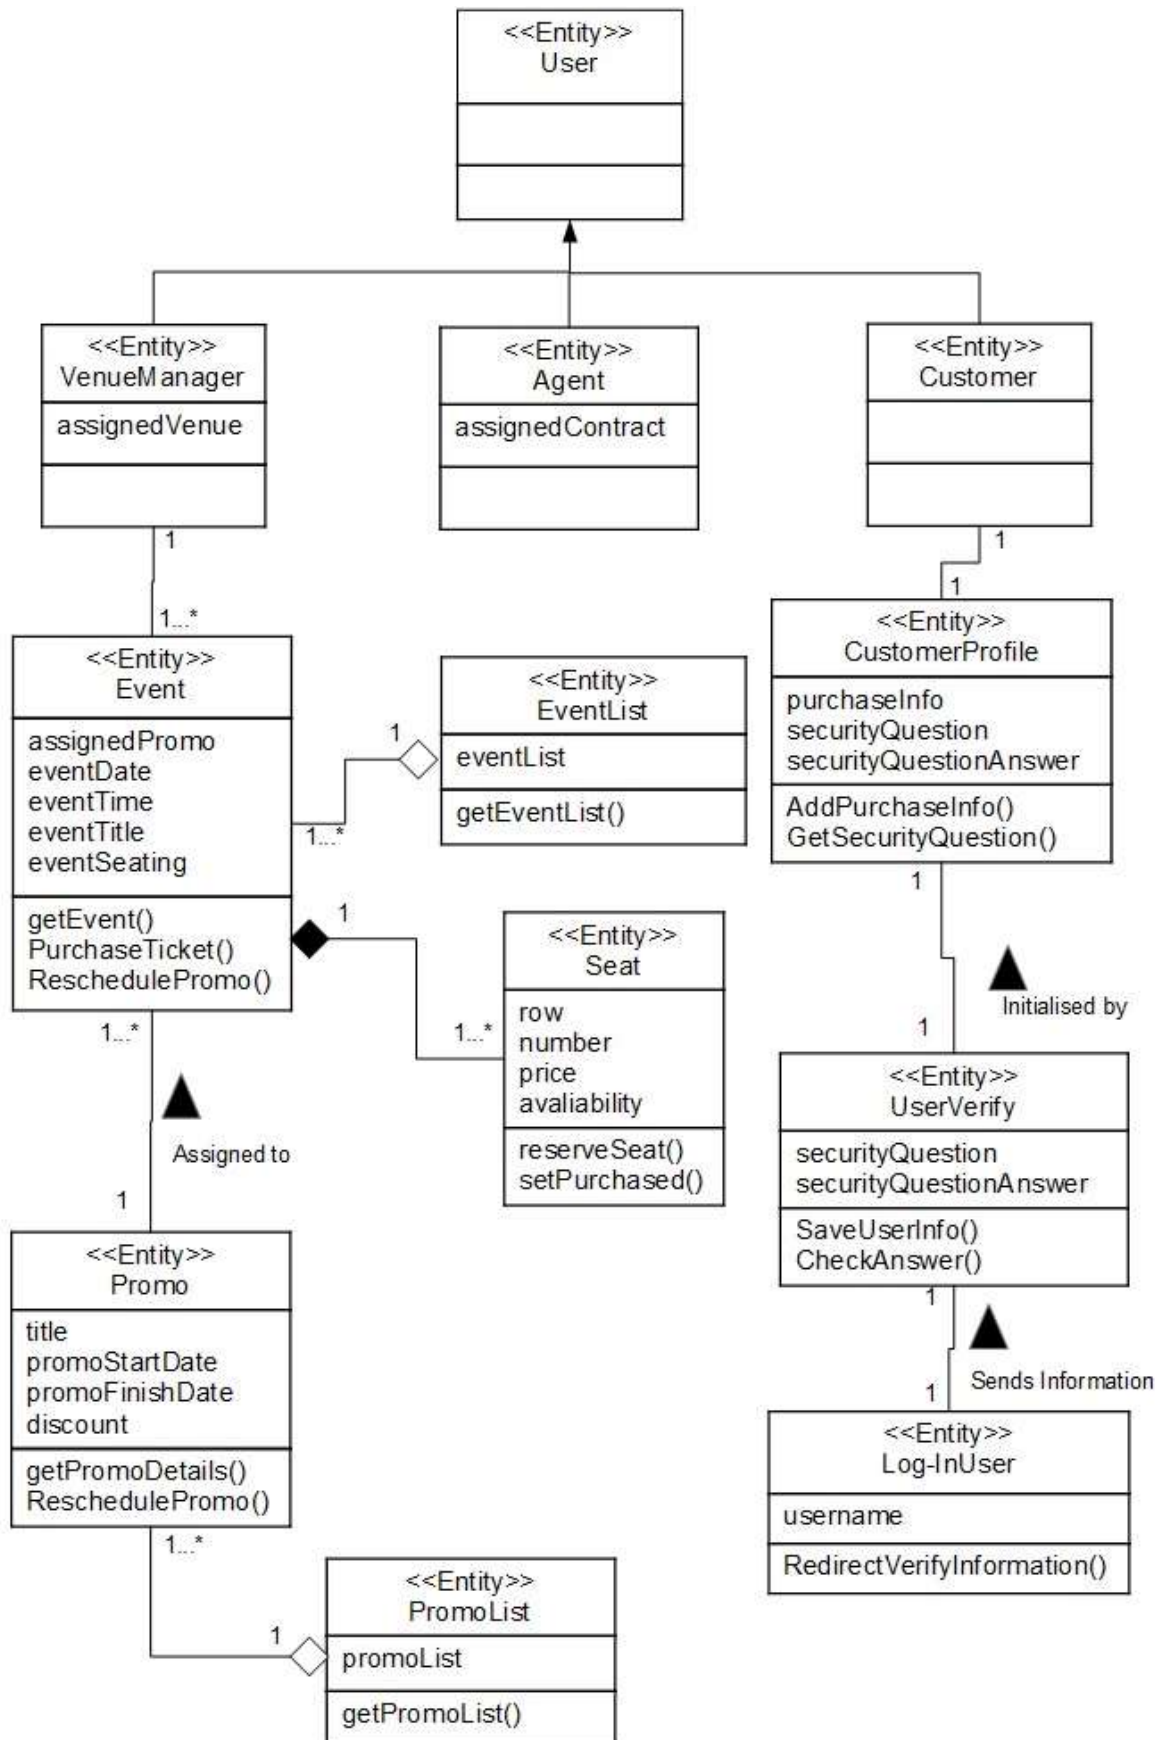 <<Entity>>
User
<<Entity>>
VenueManager
assignedVenue
<<Entity>>
Agent
assignedContract
<<Entity>>
Customer
1
1...*
1
1
<<Entity>>
Event
assignedPromo
eventDate
eventTime
eventTitle
eventSeating
getEvent()
PurchaseTicket()
ReschedulePromo()
1
1...*
<<Entity>>
EventList
eventList
getEventList()
<<Entity>>
CustomerProfile
purchaseInfo
securityQuestion
securityQuestionAnswer
AddPurchaseInfo()
GetSecurityQuestion()
1
1...*
<<Entity>>
Seat
row
number
price
avaliability
reserveSeat()
setPurchased()
1
Initialised by
1
1...*
Assigned to
1
<<Entity>>
UserVerify
securityQuestion
securityQuestionAnswer
SaveUserInfo()
CheckAnswer()
<<Entity>>
Promo
title
promoStartDate
promoFinishDate
discount
getPromoDetails()
ReschedulePromo()
1
Sends Information
1
<<Entity>>
Log-InUser
username
RedirectVerifyInformation()
1...*
1
<<Entity>>
PromoList
promoList
getPromoList()